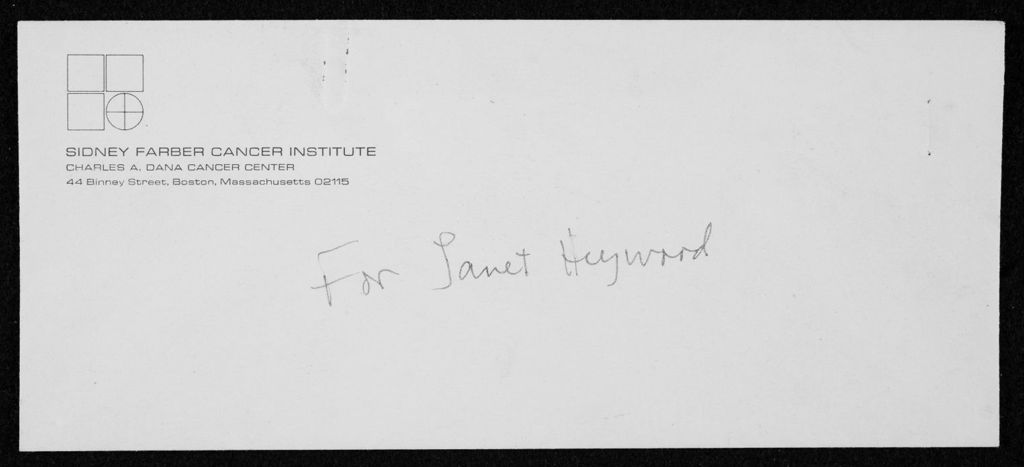 SIDNEY FARBER CANCER INSTITUTE
CHARLES A. DANA CANCER CENTER
44 Binney Street, Boston, Massachusetts 02115
For Janet Heywood